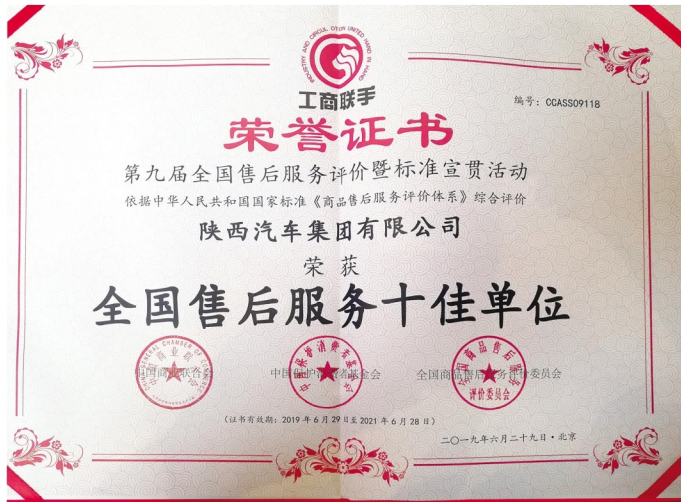 工商联手
编号：CCASS09118
荣誉证书
第九届全国售后服务评价暨标准宣贯活动
依据中华人民共和国国家标准《商品售后服务评价体系》综合评价
陕西汽车集团有限公司
荣获
全国售后服务十佳单位
中国商业联合会
中国保护消费者基金会
全国商品售后服务评价委员会
（证书有效期：2019年6月29日至2021年6月28日）
二〇一九年六月二十九日·北京